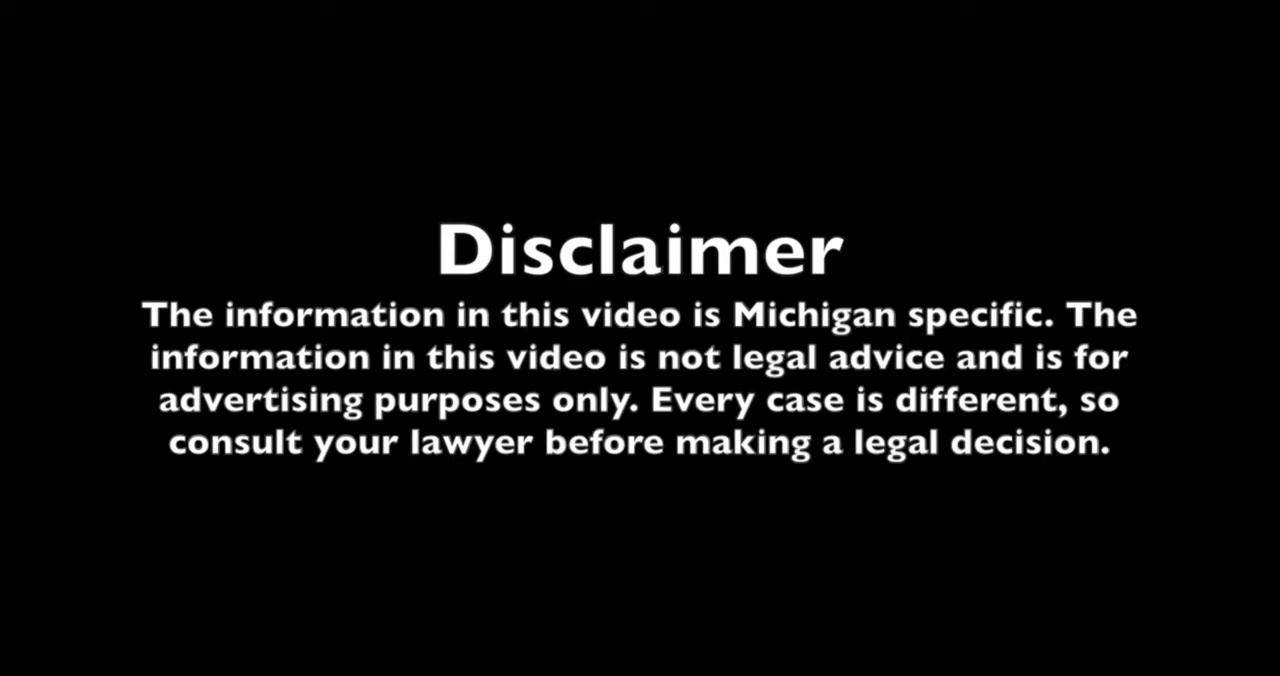 Disclaimer
The information in this video is Michigan specific. The
information in this video is not legal advice and is for
advertising purposes only. Every case is different, so
consult your lawyer before making a legal decision.